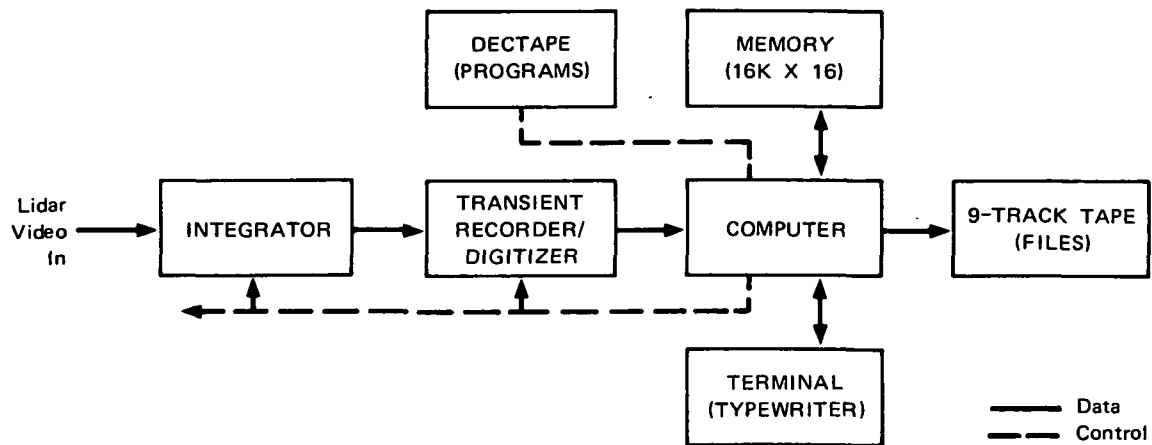 DECTAPE
(PROGRAMS)
MEMORY
(16K X 16)
Lidar
Video
In
INTEGRATOR
TRANSIENT
RECORDER/
DIGITIZER
COMPUTER
9-TRACK TAPE
(FILES)
TERMINAL
(TYPEWRITER)
Data
Control